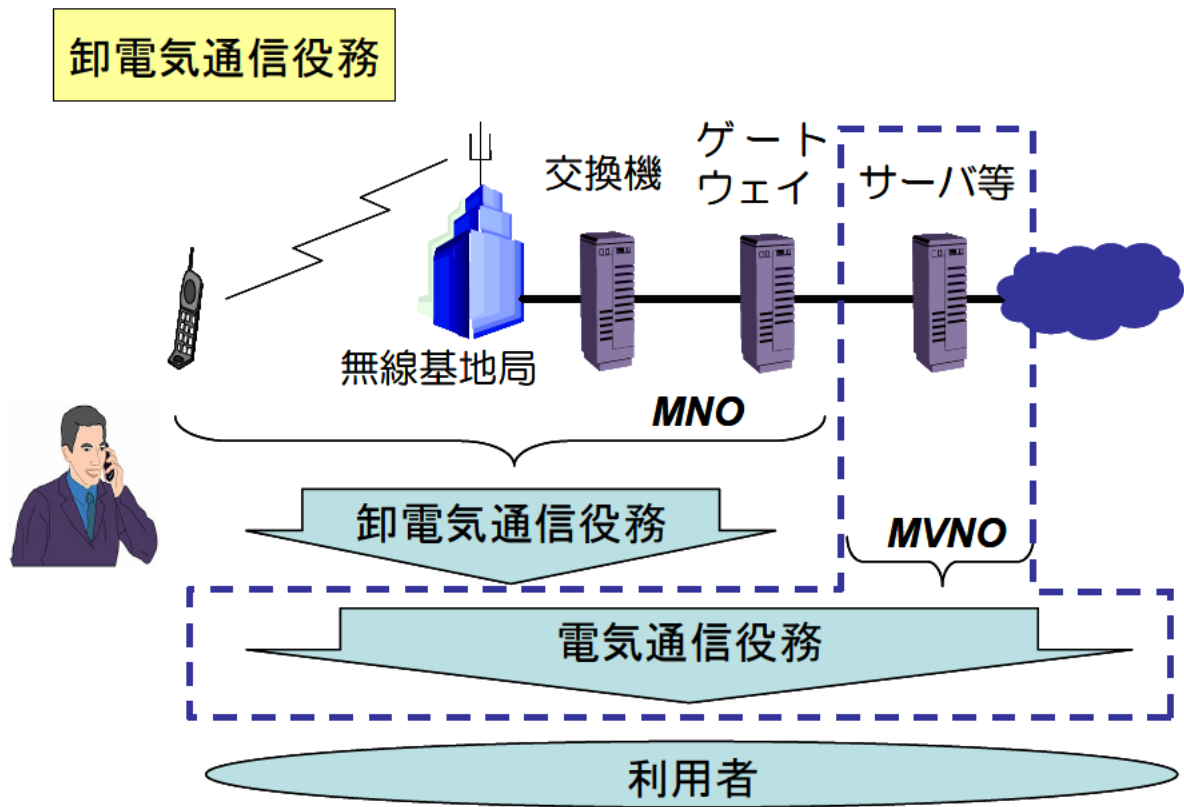 卸電気通信役務
交換機
ゲート
ウェイ
サーバ等
無線基地局
MNO
卸電気通信役務
MVNO
電気通信役務
利用者